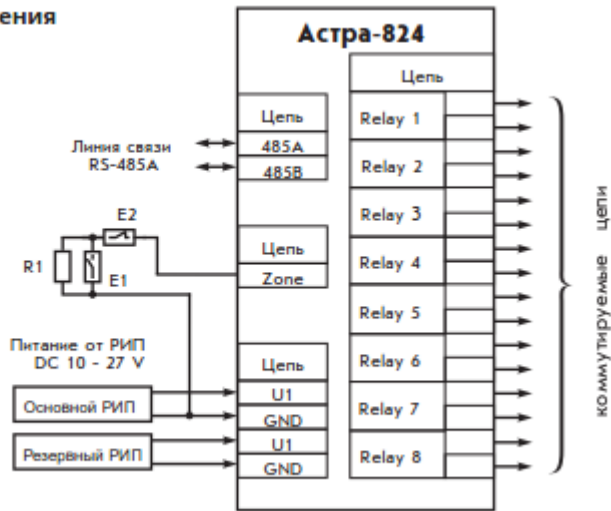 ения
Астра-824
Цепь
Цепь
485A
485B
Линия связи
RS-485A
E2
R1
E1
Цепь
Zone
Питание от РИП
DC 10 - 27 V
Основной РИП
Резервный РИП
Цепь
U1
GND
U1
GND
Relay 1
Relay 2
Relay 3
Relay 4
Relay 5
Relay 6
Relay 7
Relay 8
коммутируемые цепи